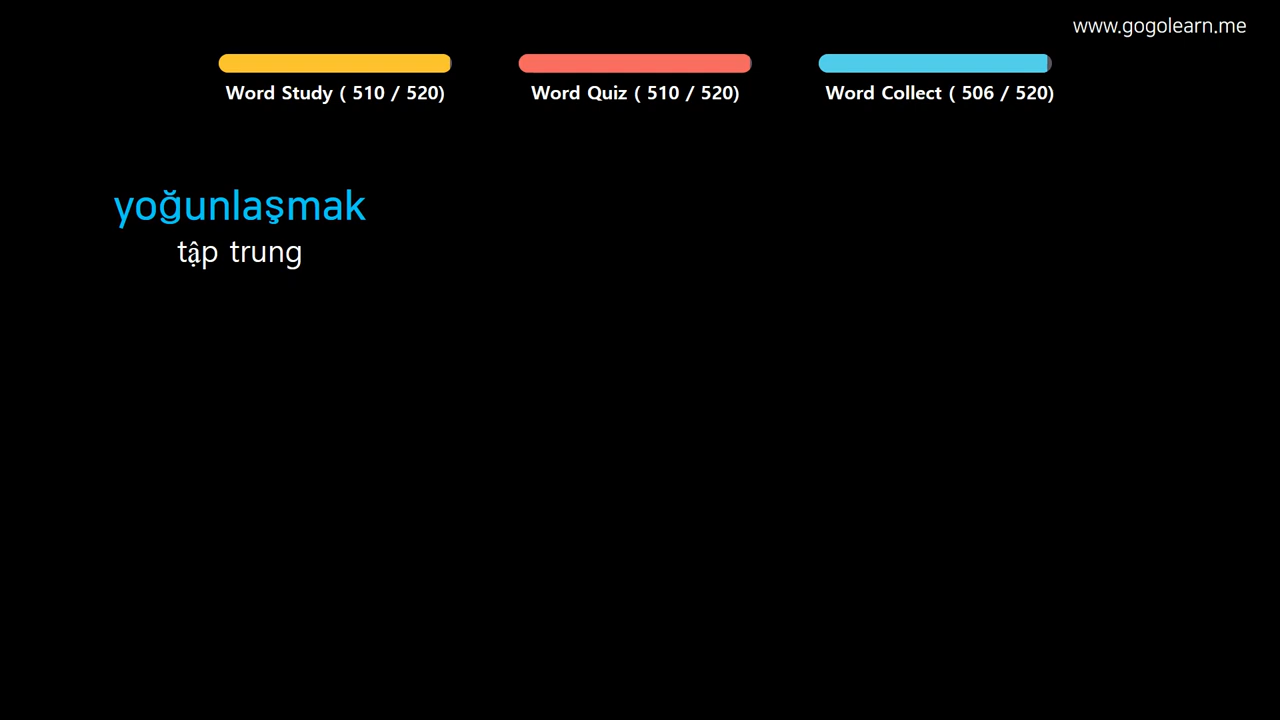 www.gogolearn.me
Word Study ( 510 / 520)
Word Quiz ( 510 / 520)
Word Collect ( 506 / 520)
yoğunlaşmak
tập trung